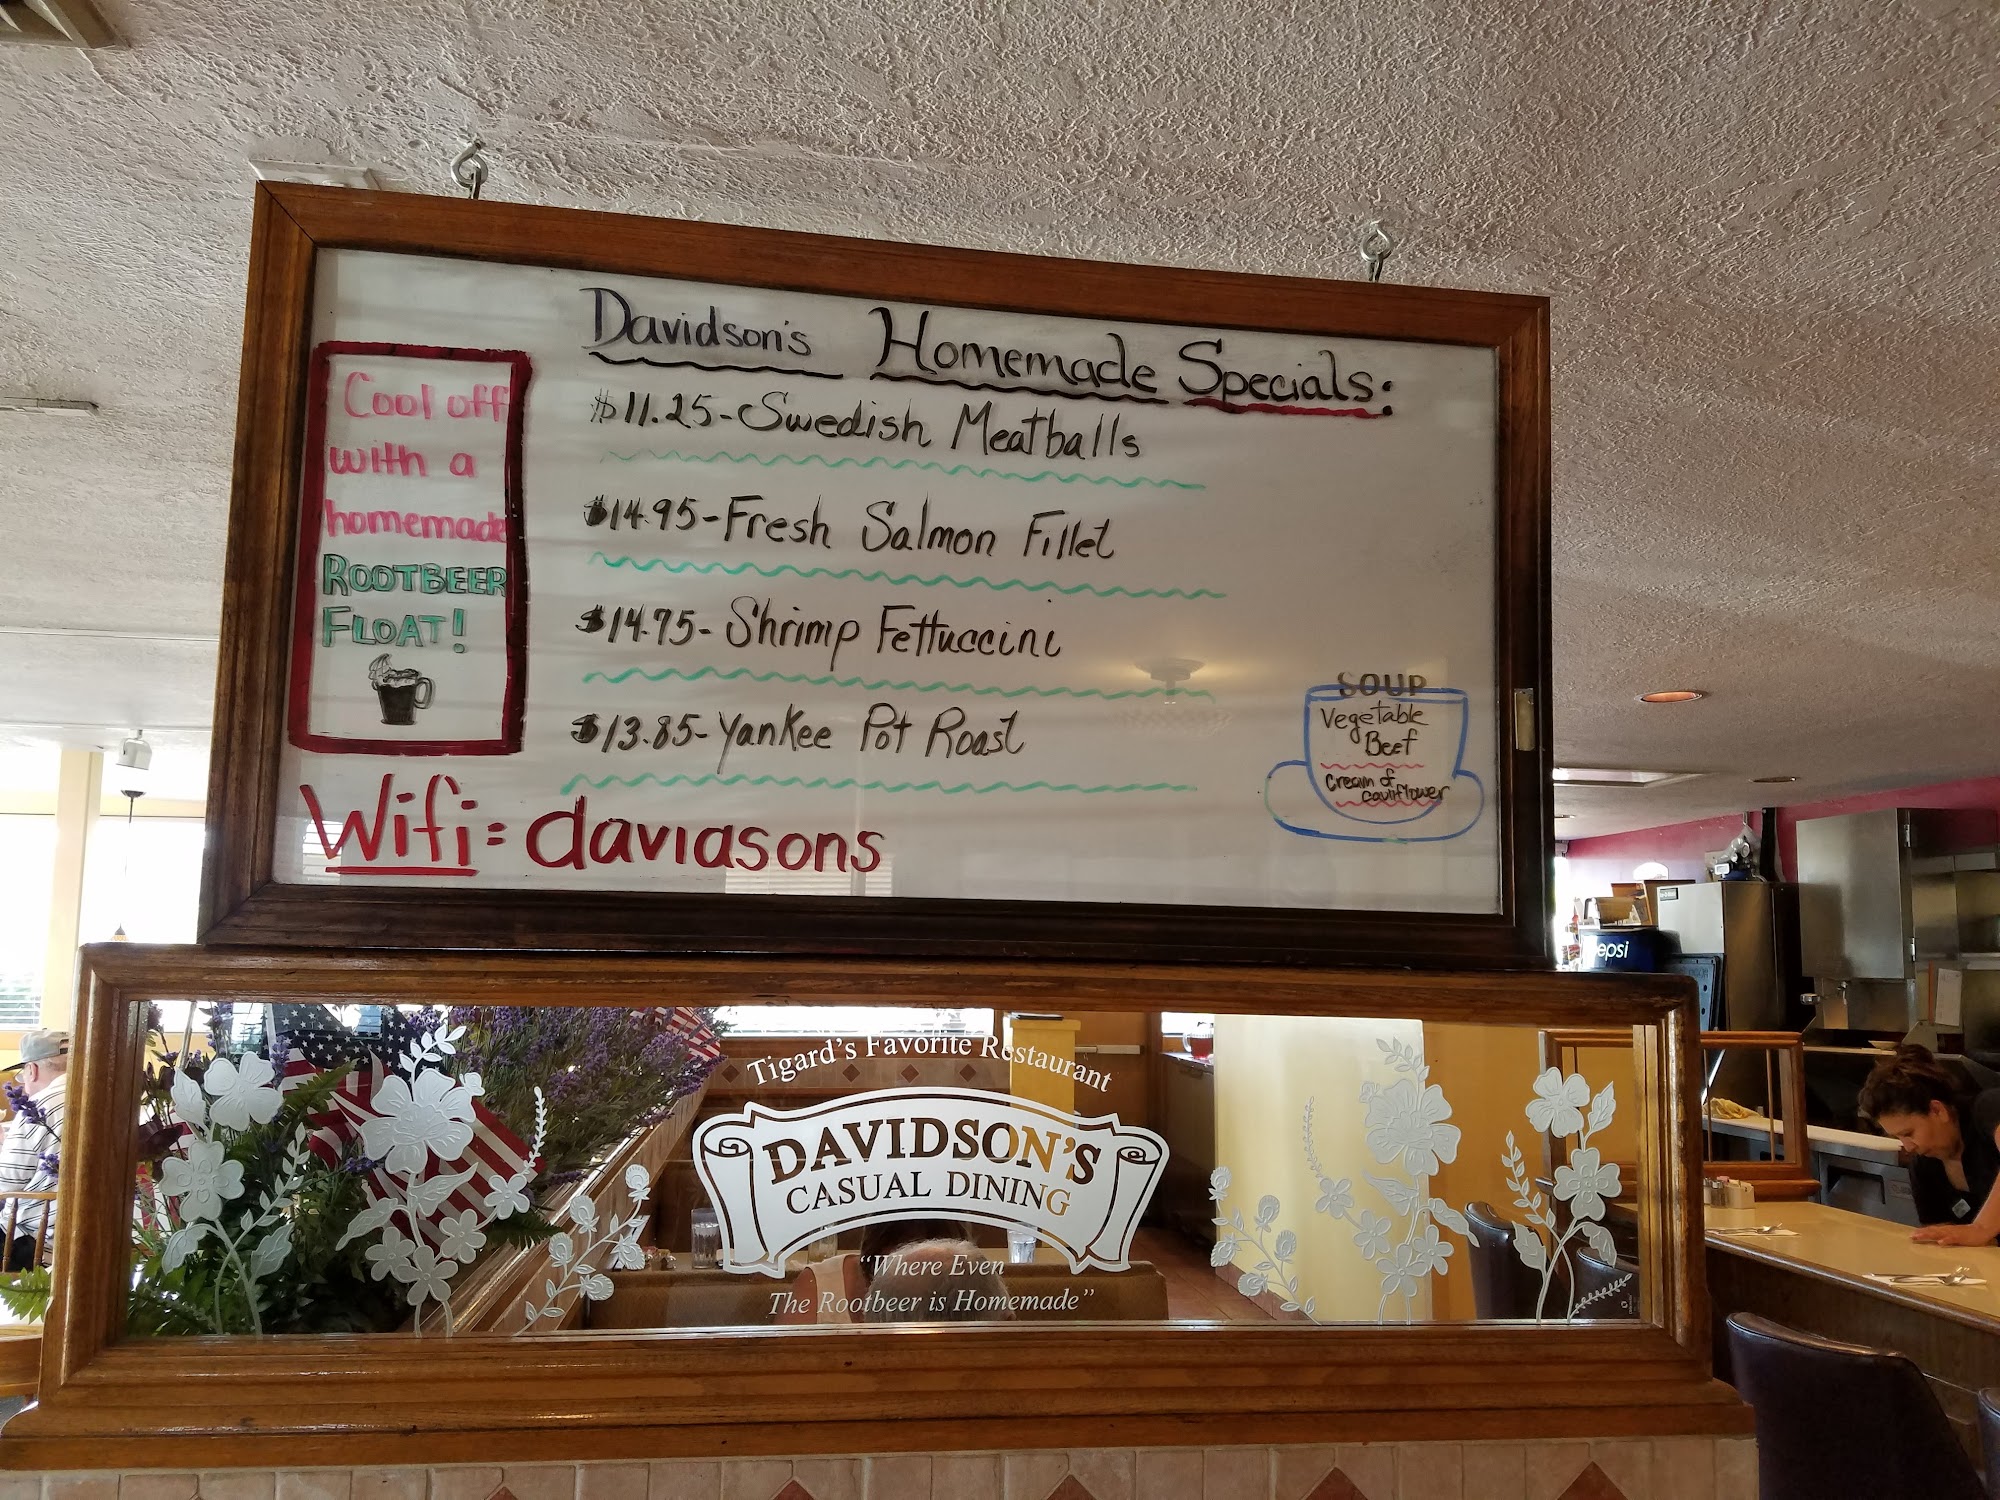 Davidson's Homemade Specials:
$11.25-Swedish Meatballs
$14.95-Fresh Salmon Fillet
$14.75-Shrimp Fettuccini
$13.85-Yankee Pot Roast
Cool off
with a
homemade
ROOTBEER
FLOAT!
Wifi= davidsons
SOUP
Vegetable
Beef
Cream of
cauliflower
epsi
Tigard's Favorite Restaurant
DAVIDSON'S
CASUAL DINING
"Where Even
The Rootbeer is Homemade"